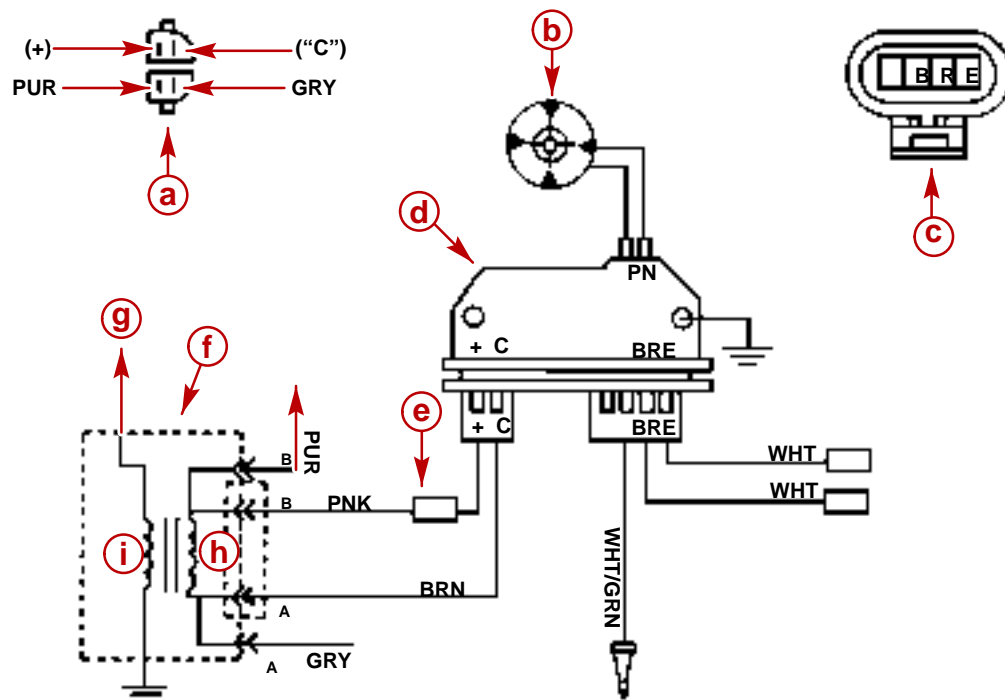 (+)
("C")
PUR
GRY
a
b
B R E
c
d
PN
+ C
BRE
g
f
e
+ C
BRE
PUR
B
B
PNK
WHT
WHT
i
h
WHT/GRN
BRN
A
A
GRY